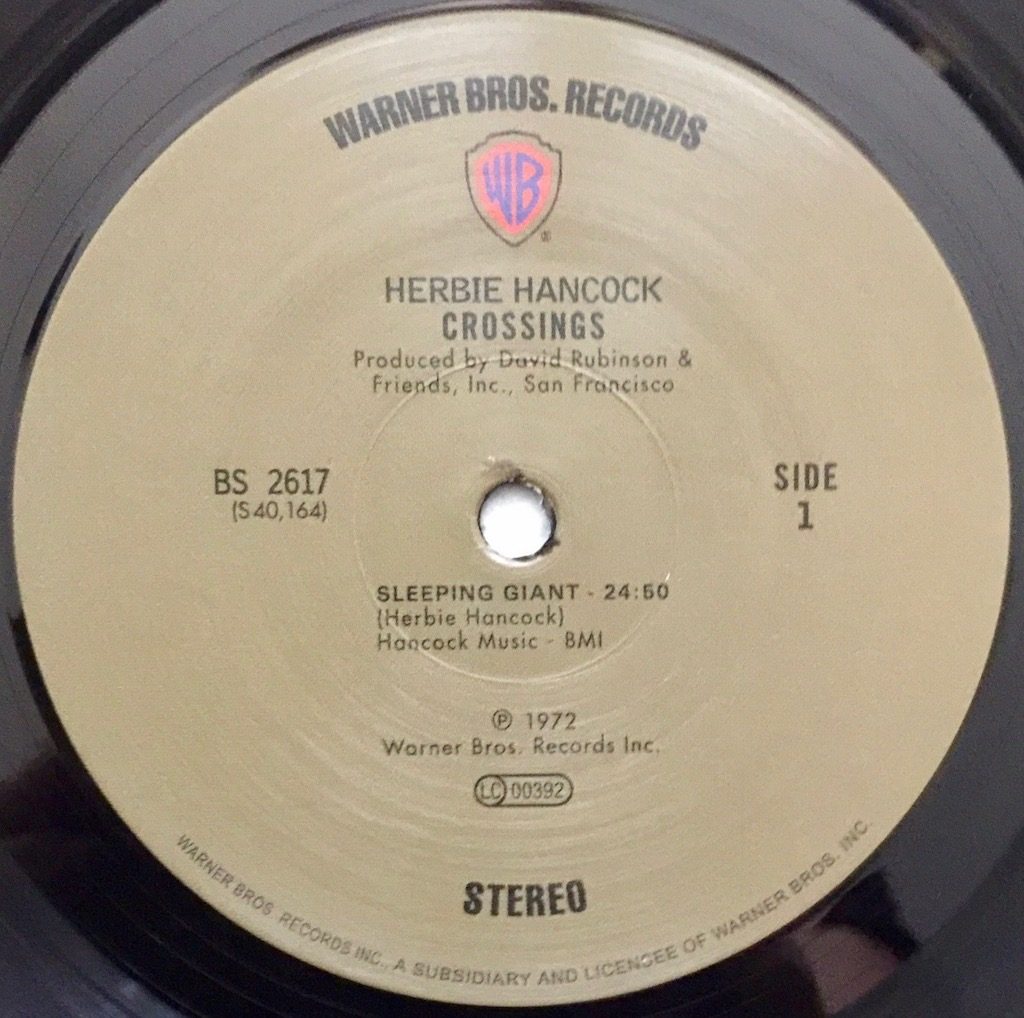 WARNER BROS. RECORDS
WB
®
HERBIE HANCOCK
CROSSINGS
Produced by David Rubinson &
Friends, Inc., San Francisco
BS 2617
(S40,164)
SIDE
1
SLEEPING GIANT - 24:50
(Herbie Hancock)
Hancock Music - BMI
℗ 1972
Warner Bros. Records Inc.
LC 00392
STEREO
WARNER BROS. RECORDS INC., A SUBSIDIARY AND LICENSEE OF WARNER BROS. INC.